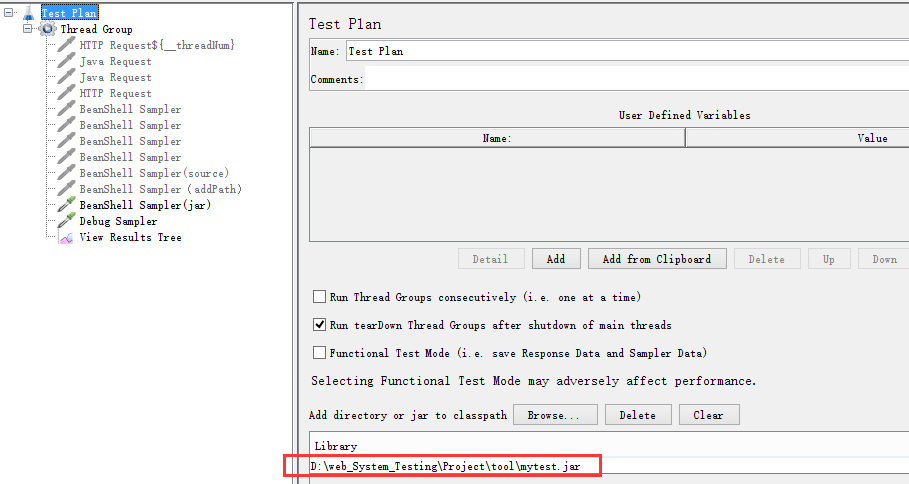 Test Plan
Thread Group
HTTP Request${__threadNum}
Java Request
Java Request
HTTP Request
BeanShell Sampler
BeanShell Sampler
BeanShell Sampler
BeanShell Sampler
BeanShell Sampler(source)
BeanShell Sampler (addPath)
BeanShell Sampler(jar)
Debug Sampler
View Results Tree
Test Plan
Name: Test Plan
Comments:
User Defined Variables
Name: Value
Detail Add Add from Clipboard Delete Up Down
Run Thread Groups consecutively (i.e. one at a time)
Run tearDown Thread Groups after shutdown of main threads
Functional Test Mode (i.e. save Response Data and Sampler Data)
Selecting Functional Test Mode may adversely affect performance.
Add directory or jar to classpath Browse... Delete Clear
Library
D:\web_System_Testing\Project\tool\mytest.jar